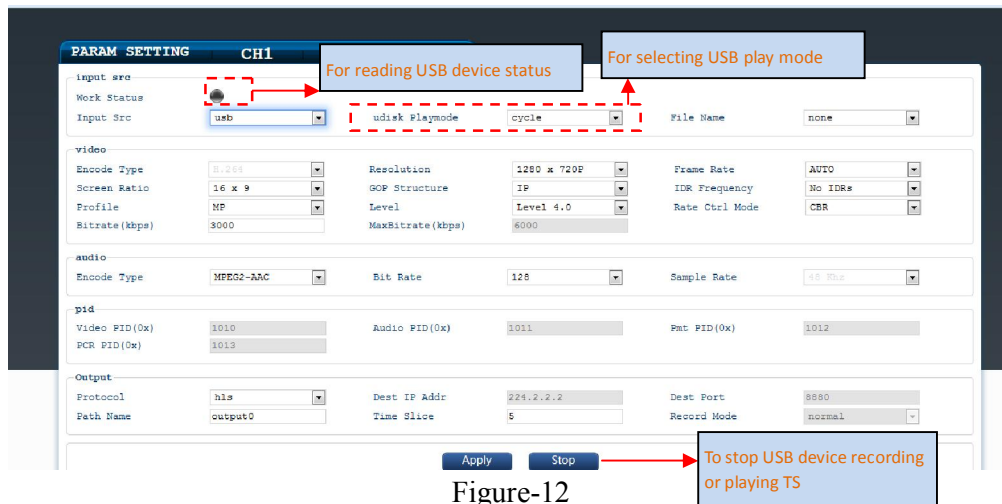 PARAM SETTING CH1
For reading USB device status
For selecting USB play mode
input src
Work Status
Input Src usb udisk Playmode cycle File Name none
video
Encode Type H.264 Resolution 1280 x 720P Frame Rate AUTO
Screen Ratio 16 x 9 GOP Structure IP IDR Frequency No IDRs
Profile MP Level Level 4.0 Rate Ctrl Mode CBR
Bitrate(kbps) 3000 MaxBitrate(kbps) 6000
audio
Encode Type MPEG2-AAC Bit Rate 128 Sample Rate 48 Khz
pid
Video PID(0x) 1010 Audio PID(0x) 1011 Pmt PID(0x) 1012
PCR PID(0x) 1013
Output
Protocol hls Dest IP Addr 224.2.2.2 Dest Port 8880
Path Name output0 Time Slice 5 Record Mode normal
Apply Stop
To stop USB device recording
or playing TS
Figure-12